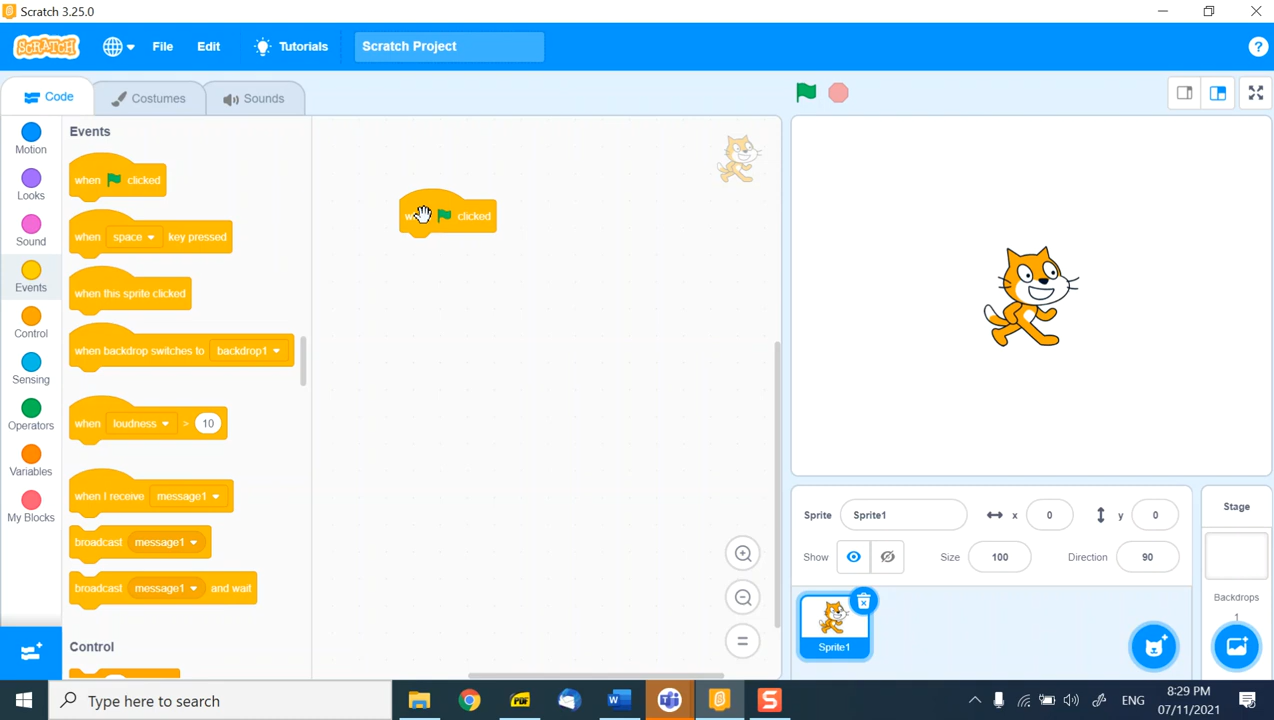 Scratch 3.25.0
SCRATCH
File
Edit
Tutorials
Scratch Project
?
Code
Costumes
Sounds
Motion
Looks
Sound
Events
Control
Sensing
Operators
Variables
My Blocks
Events
when clicked
when space key pressed
when this sprite clicked
when backdrop switches to backdrop1
when loudness > 10
when I receive message1
broadcast message1
broadcast message1 and wait
Control
clicked
Sprite
Sprite1
x
0
y
0
Show
Size
100
Direction
90
Sprite1
Stage
Backdrops
1
Type here to search
PDF
W
S
ENG
8:29 PM
07/11/2021